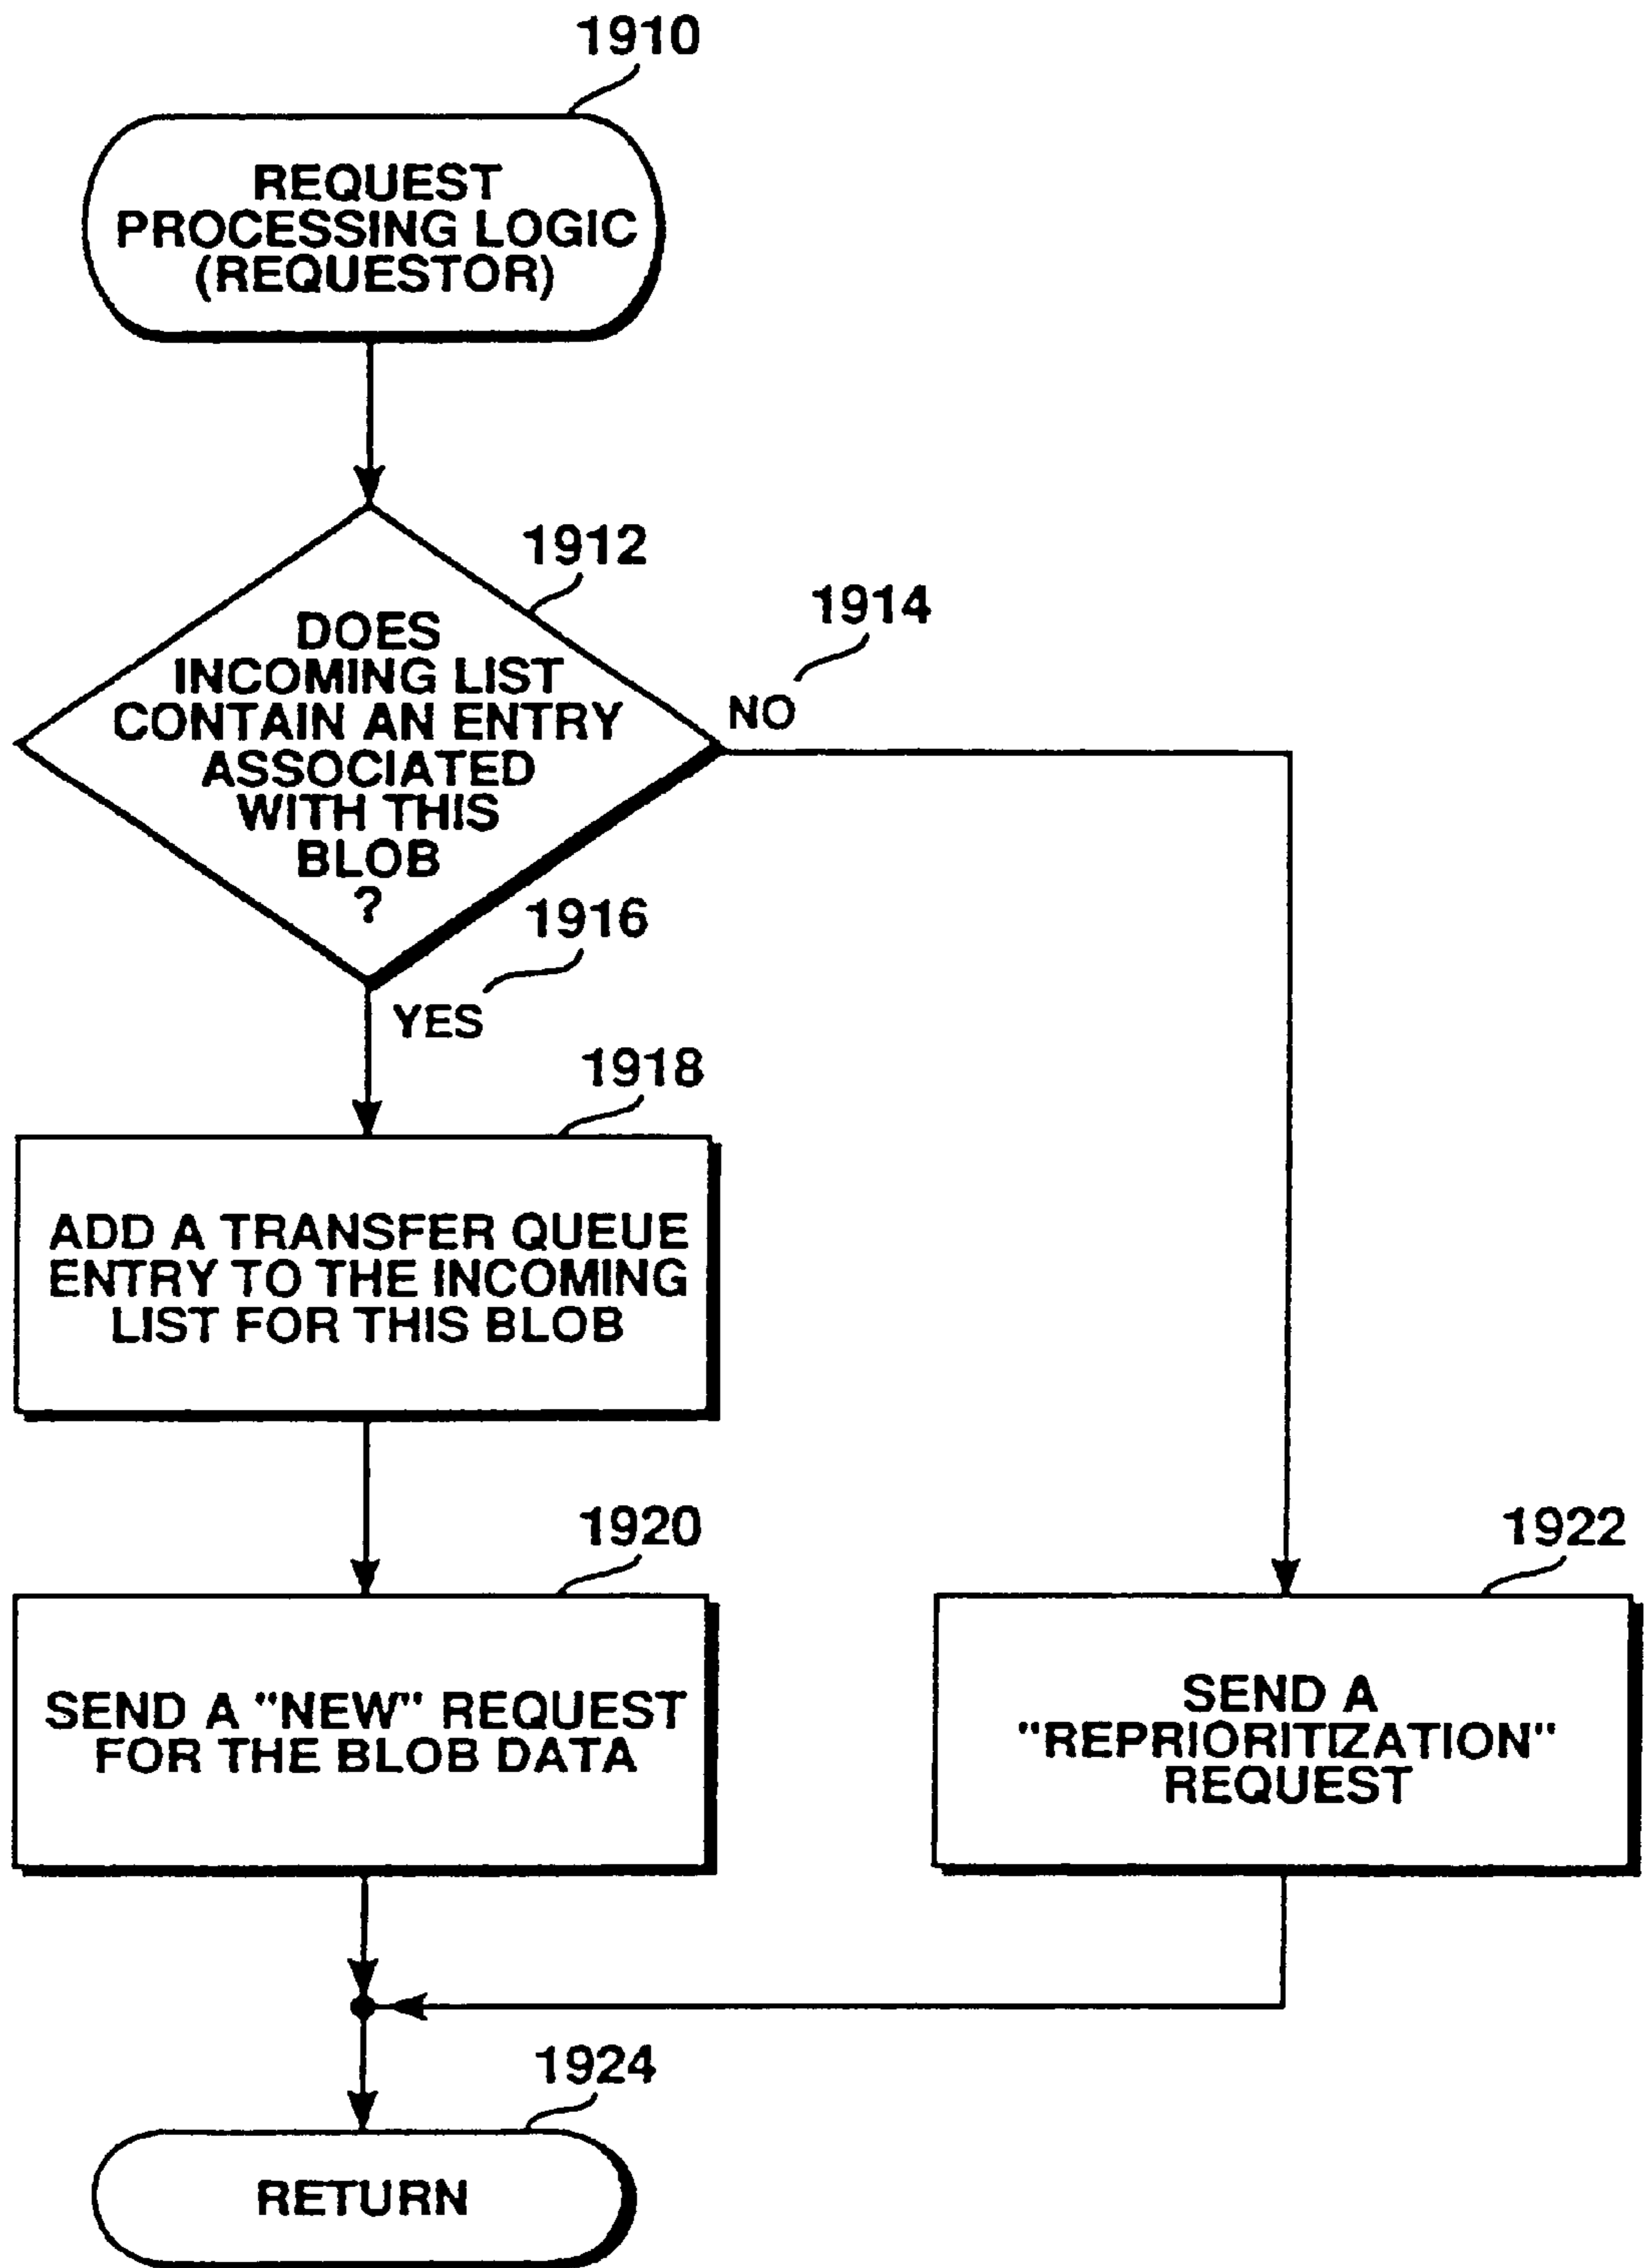 1910
REQUEST
PROCESSING LOGIC
(REQUESTOR)
1912
1914
DOES
INCOMING LIST
CONTAIN AN ENTRY
ASSOCIATED
WITH THIS
BLOB
?
NO
1916
YES
1918
ADD A TRANSFER QUEUE
ENTRY TO THE INCOMING
LIST FOR THIS BLOB
1920
1922
SEND A "NEW" REQUEST
FOR THE BLOB DATA
SEND A
"REPRIORITIZATION"
REQUEST
1924
RETURN